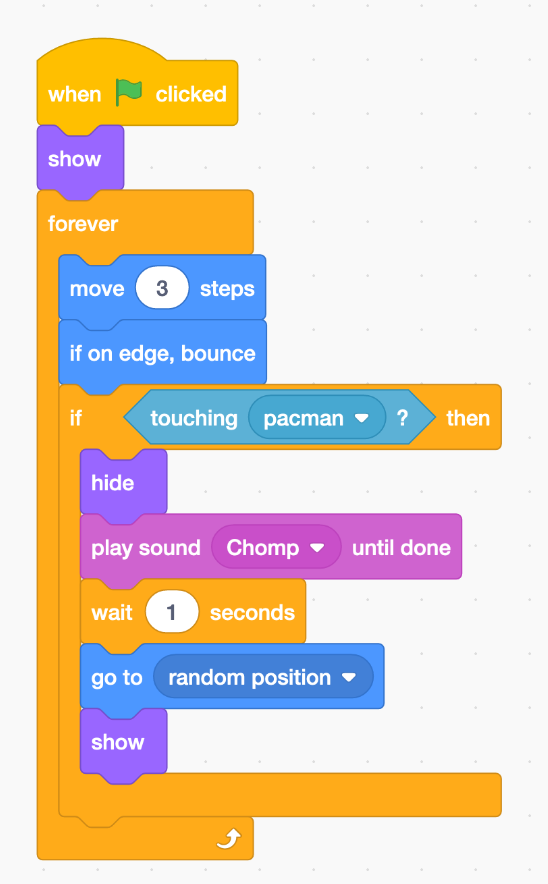 when clicked
show
forever
move 3 steps
if on edge, bounce
if touching pacman ? then
hide
play sound Chomp until done
wait 1 seconds
go to random position
show